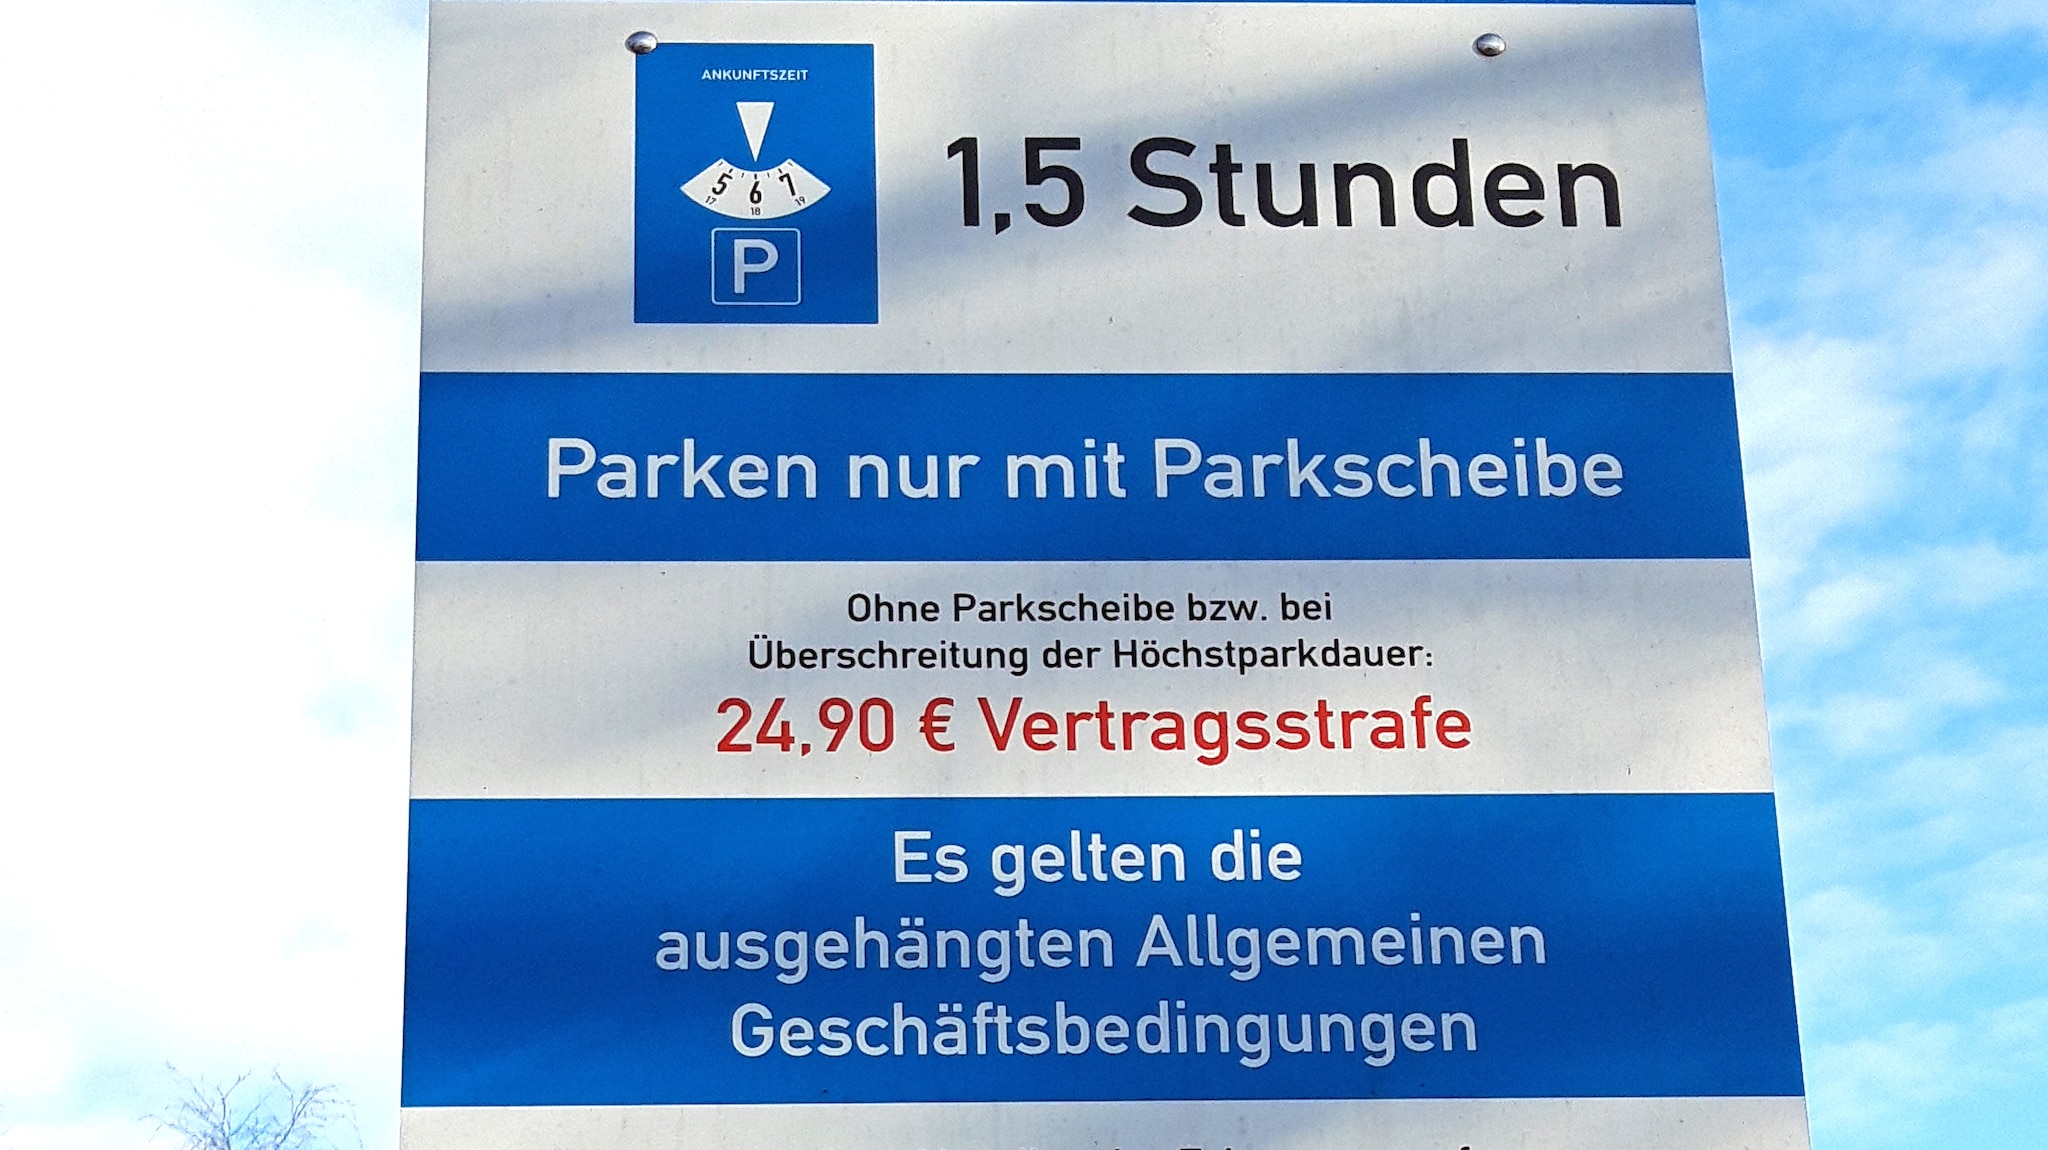 ANKUNFTSZEIT
5 6 7
17 18 19
P
1,5 Stunden
Parken nur mit Parkscheibe
Ohne Parkscheibe bzw. bei
Überschreitung der Höchstparkdauer:
24,90 € Vertragsstrafe
Es gelten die
ausgehängten Allgemeinen
Geschäftsbedingungen